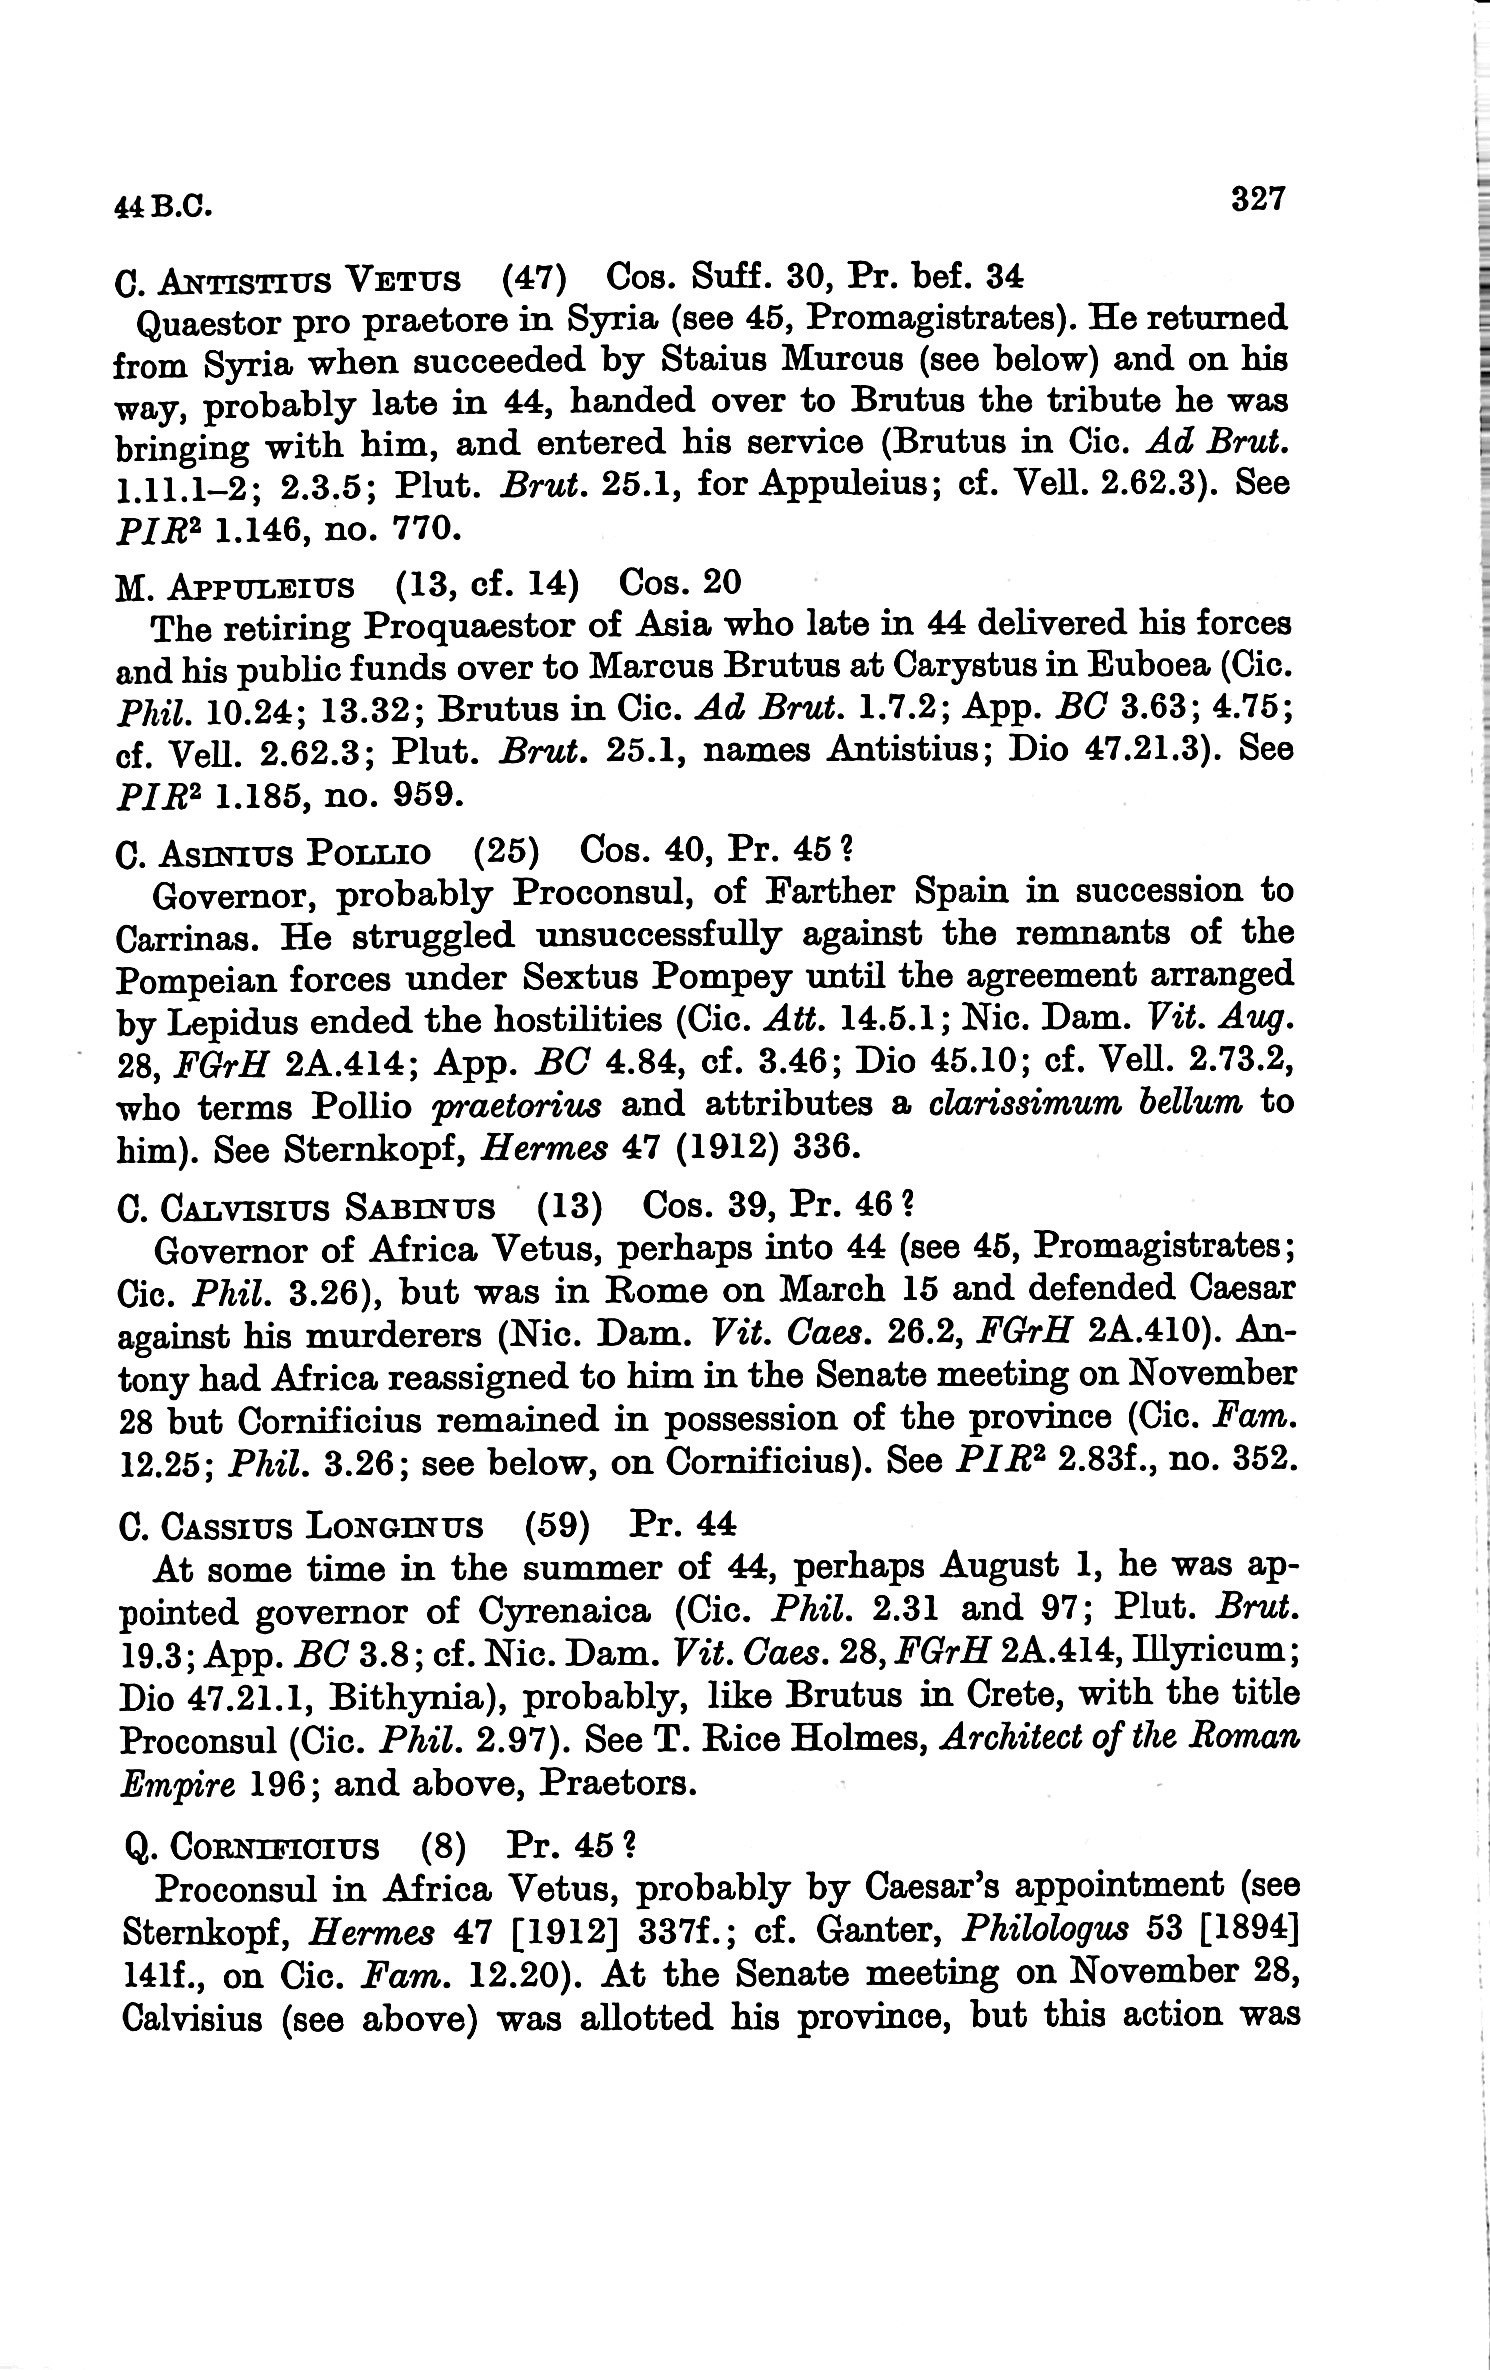 44 B.C. 327
C. ANTISTIUS VETUS (47) Cos. Suff. 30, Pr. bef. 34
Quaestor pro praetore in Syria (see 45, Promagistrates). He returned
from Syria when succeeded by Staius Murcus (see below) and on his
way, probably late in 44, handed over to Brutus the tribute he was
bringing with him, and entered his service (Brutus in Cic. Ad Brut.
1.11.1–2; 2.3.5; Plut. Brut. 25.1, for Appuleius; cf. Vell. 2.62.3). See
PIR² 1.146, no. 770.
M. APPULEIUS (13, cf. 14) Cos. 20
The retiring Proquaestor of Asia who late in 44 delivered his forces
and his public funds over to Marcus Brutus at Carystus in Euboea (Cic.
Phil. 10.24; 13.32; Brutus in Cic. Ad Brut. 1.7.2; App. BC 3.63; 4.75;
cf. Vell. 2.62.3; Plut. Brut. 25.1, names Antistius; Dio 47.21.3). See
PIR² 1.185, no. 959.
C. ASINIUS POLLIO (25) Cos. 40, Pr. 45?
Governor, probably Proconsul, of Farther Spain in succession to
Carrinas. He struggled unsuccessfully against the remnants of the
Pompeian forces under Sextus Pompey until the agreement arranged
by Lepidus ended the hostilities (Cic. Att. 14.5.1; Nic. Dam. Vit. Aug.
28, FGrH 2A.414; App. BC 4.84, cf. 3.46; Dio 45.10; cf. Vell. 2.73.2,
who terms Pollio praetorius and attributes a clarissimum bellum to
him). See Sternkopf, Hermes 47 (1912) 336.
C. CALVISIUS SABINUS (13) Cos. 39, Pr. 46?
Governor of Africa Vetus, perhaps into 44 (see 45, Promagistrates;
Cic. Phil. 3.26), but was in Rome on March 15 and defended Caesar
against his murderers (Nic. Dam. Vit. Caes. 26.2, FGrH 2A.410). An-
tony had Africa reassigned to him in the Senate meeting on November
28 but Cornificius remained in possession of the province (Cic. Fam.
12.25; Phil. 3.26; see below, on Cornificius). See PIR² 2.83f., no. 352.
C. CASSIUS LONGINUS (59) Pr. 44
At some time in the summer of 44, perhaps August 1, he was ap-
pointed governor of Cyrenaica (Cic. Phil. 2.31 and 97; Plut. Brut.
19.3; App. BC 3.8; cf. Nic. Dam. Vit. Caes. 28, FGrH 2A.414, Illyricum;
Dio 47.21.1, Bithynia), probably, like Brutus in Crete, with the title
Proconsul (Cic. Phil. 2.97). See T. Rice Holmes, Architect of the Roman
Empire 196; and above, Praetors.
Q. CORNIFICIUS (8) Pr. 45?
Proconsul in Africa Vetus, probably by Caesar's appointment (see
Sternkopf, Hermes 47 [1912] 337f.; cf. Ganter, Philologus 53 [1894]
141f., on Cic. Fam. 12.20). At the Senate meeting on November 28,
Calvisius (see above) was allotted his province, but this action was